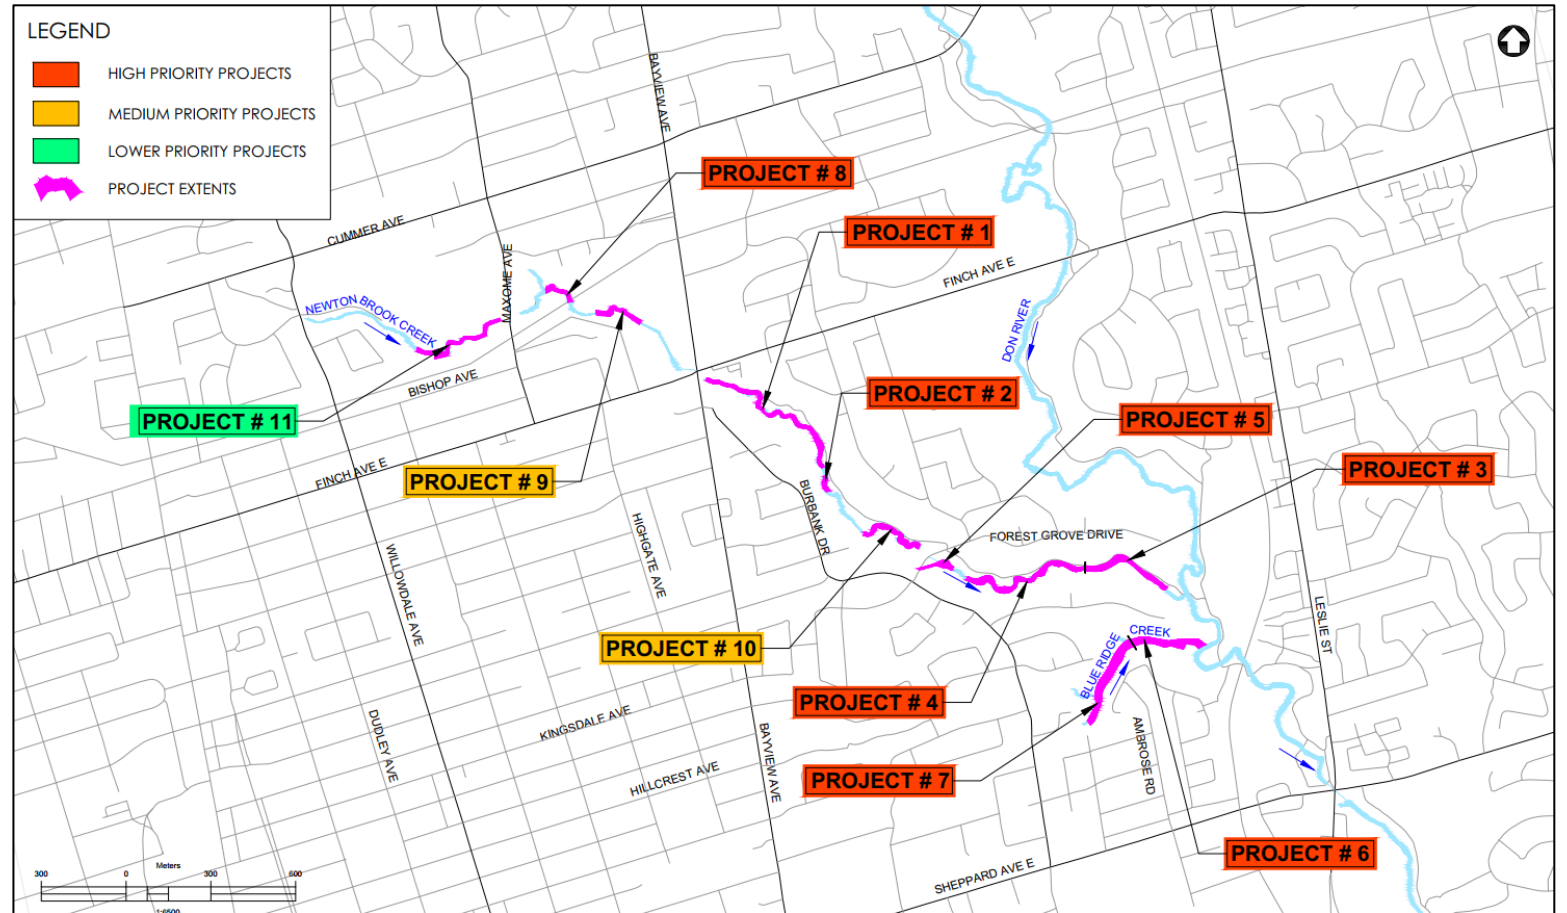 LEGEND
HIGH PRIORITY PROJECTS
MEDIUM PRIORITY PROJECTS
LOWER PRIORITY PROJECTS
PROJECT EXTENTS
BAYVIEW AVE
PROJECT # 8
CUMMER AVE
PROJECT # 1
MAXOME AVE
FINCH AVE E
NEWTON BROOK CREEK
DON RIVER
BISHOP AVE
PROJECT # 2
PROJECT # 11
PROJECT # 5
FINCH AVE E
PROJECT # 9
PROJECT # 3
BURBANK DR
HIGHGATE AVE
FOREST GROVE DRIVE
WILLOWDALE AVE
LESLIE ST
PROJECT # 10
BLUE RIDGE CREEK
PROJECT # 4
KINGSDALE AVE
DUDLEY AVE
BAYVIEW AVE
AMBROSE RD
HILLCREST AVE
PROJECT # 7
PROJECT # 6
SHEPPARD AVE E
Meters
300 0 300 600
1:6500